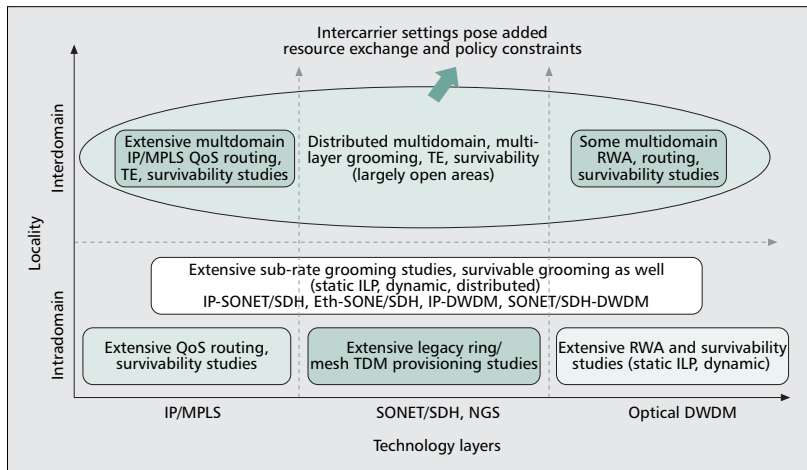 Intercarrier settings pose added
resource exchange and policy constraints
Locality
Interdomain
Extensive multdomain
IP/MPLS QoS routing,
TE, survivability studies
Distributed multidomain, multi-
layer grooming, TE, survivability
(largely open areas)
Some multidomain
RWA, routing,
survivability studies
Intradomain
Extensive sub-rate grooming studies, survivable grooming as well
(static ILP, dynamic, distributed)
IP-SONET/SDH, Eth-SONE/SDH, IP-DWDM, SONET/SDH-DWDM
Extensive QoS routing,
survivability studies
Extensive legacy ring/
mesh TDM provisioning studies
Extensive RWA and survivability
studies (static ILP, dynamic)
IP/MPLS
SONET/SDH, NGS
Optical DWDM
Technology layers